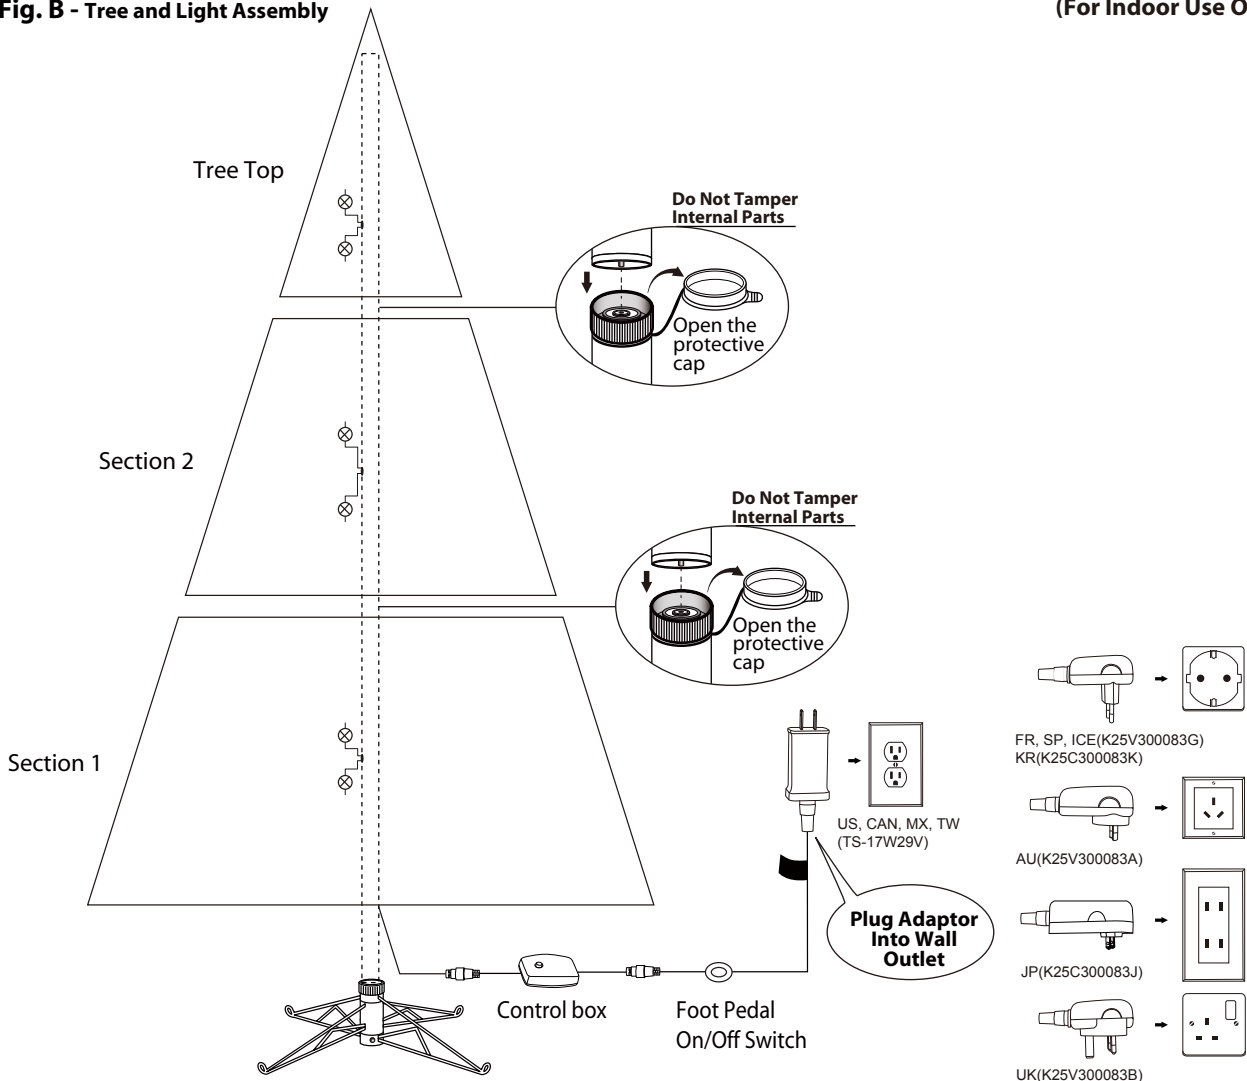 Fig. B - Tree and Light Assembly
(For Indoor Use O
Tree Top
Do Not Tamper
Internal Parts
Open the
protective
cap
Section 2
Do Not Tamper
Internal Parts
Open the
protective
cap
Section 1
US, CAN, MX, TW
(TS-17W29V)
Plug Adaptor
Into Wall
Outlet
Control box
Foot Pedal
On/Off Switch
FR, SP, ICE(K25V300083G)
KR(K25C300083K)
AU(K25V300083A)
JP(K25C300083J)
UK(K25V300083B)